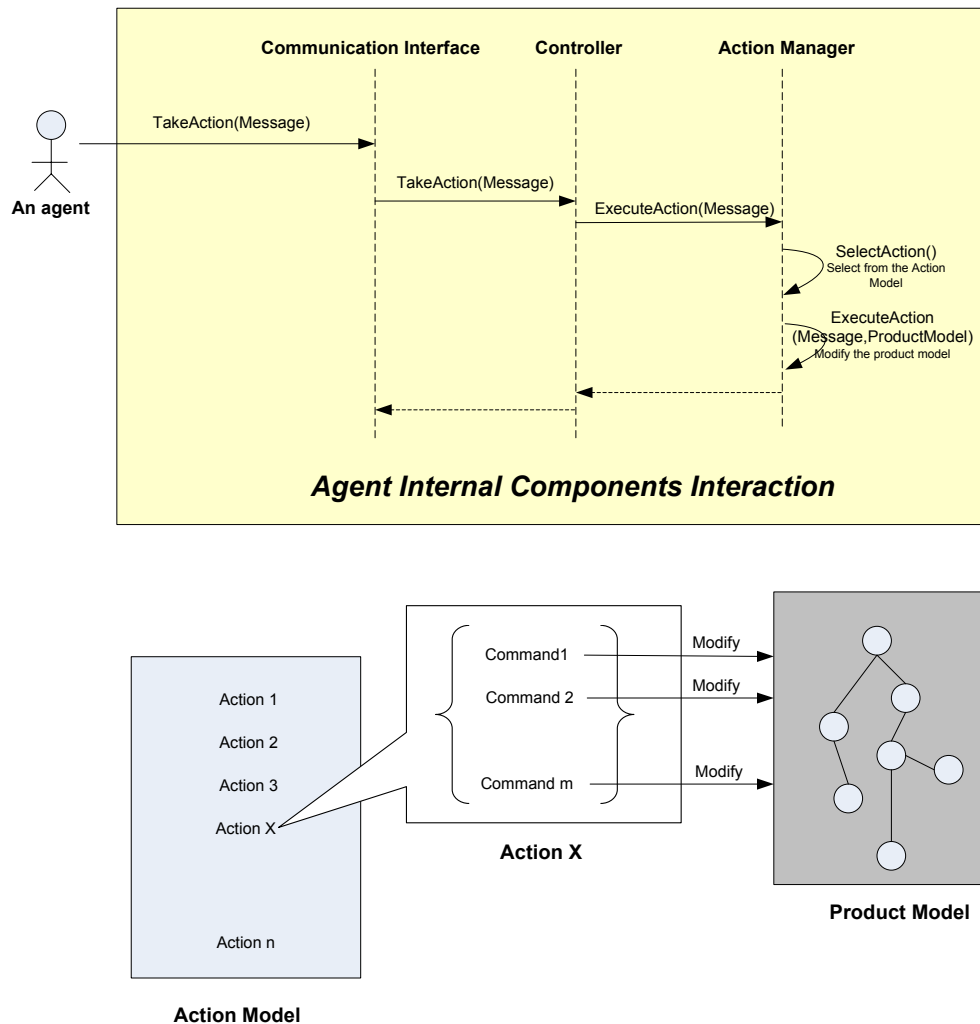 Communication Interface
Controller
Action Manager
TakeAction(Message)
An agent
TakeAction(Message)
ExecuteAction(Message)
SelectAction()
Select from the Action
Model
ExecuteAction
(Message,ProductModel)
Modify the product model
Agent Internal Components Interaction
Action 1
Action 2
Action 3
Action X
Action n
Action Model
Command1
Command 2
Command m
Action X
Modify
Modify
Modify
Product Model